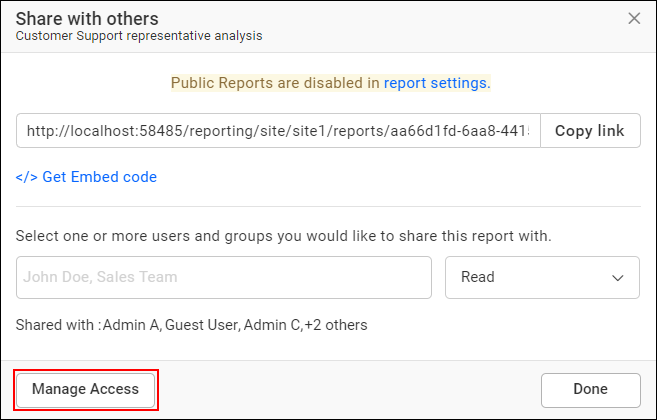 Share with others
Customer Support representative analysis
Public Reports are disabled in report settings.
http://localhost:58485/reporting/site/site1/reports/aa66d1fd-6aa8-4415
Copy link
</> Get Embed code
Select one or more users and groups you would like to share this report with.
John Doe, Sales Team
Read
Shared with :Admin A, Guest User, Admin C,+2 others
Manage Access
Done